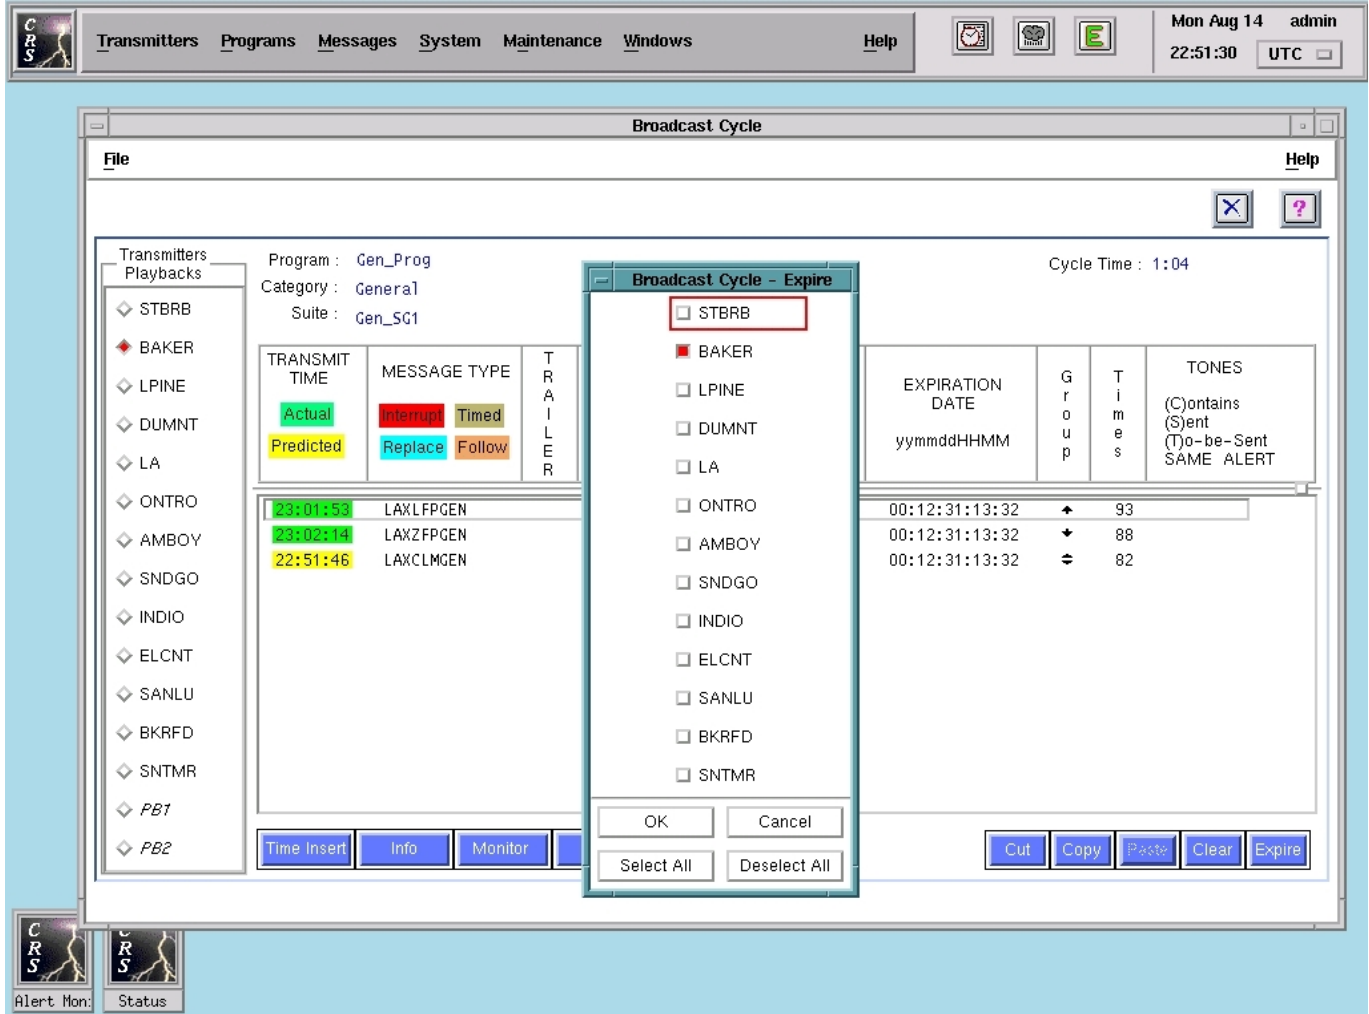 CRS
Transmitters Programs Messages System Maintenance Windows Help
Mon Aug 14 admin
22:51:30 UTC
Broadcast Cycle
File Help
?
Transmitters
Playbacks
STBRB
BAKER
LPINE
DUMNT
LA
ONTRO
AMBOY
SNDGO
INDIO
ELCNT
SANLU
BKRFD
SNTMR
PB1
PB2
Program : Gen_Prog
Category : General
Suite : Gen_SG1
Cycle Time : 1:04
TRANSMIT
TIME
Actual
Predicted
MESSAGE TYPE
Interrupt Timed
Replace Follow
TRAILER
EXPIRATION
DATE
yymmddHHMM
Group
Times
TONES
(C)ontains
(S)ent
(T)o-be-Sent
SAME ALERT
23:01:53 LAXLFPGEN 00:12:31:13:32 93
23:02:14 LAXZFPGEN 00:12:31:13:32 88
22:51:46 LAXCLMGEN 00:12:31:13:32 82
Time Insert Info Monitor
Cut Copy Paste Clear Expire
Broadcast Cycle - Expire
STBRB
BAKER
LPINE
DUMNT
LA
ONTRO
AMBOY
SNDGO
INDIO
ELCNT
SANLU
BKRFD
SNTMR
OK Cancel
Select All Deselect All
CRS
Alert Mon:
CRS
Status